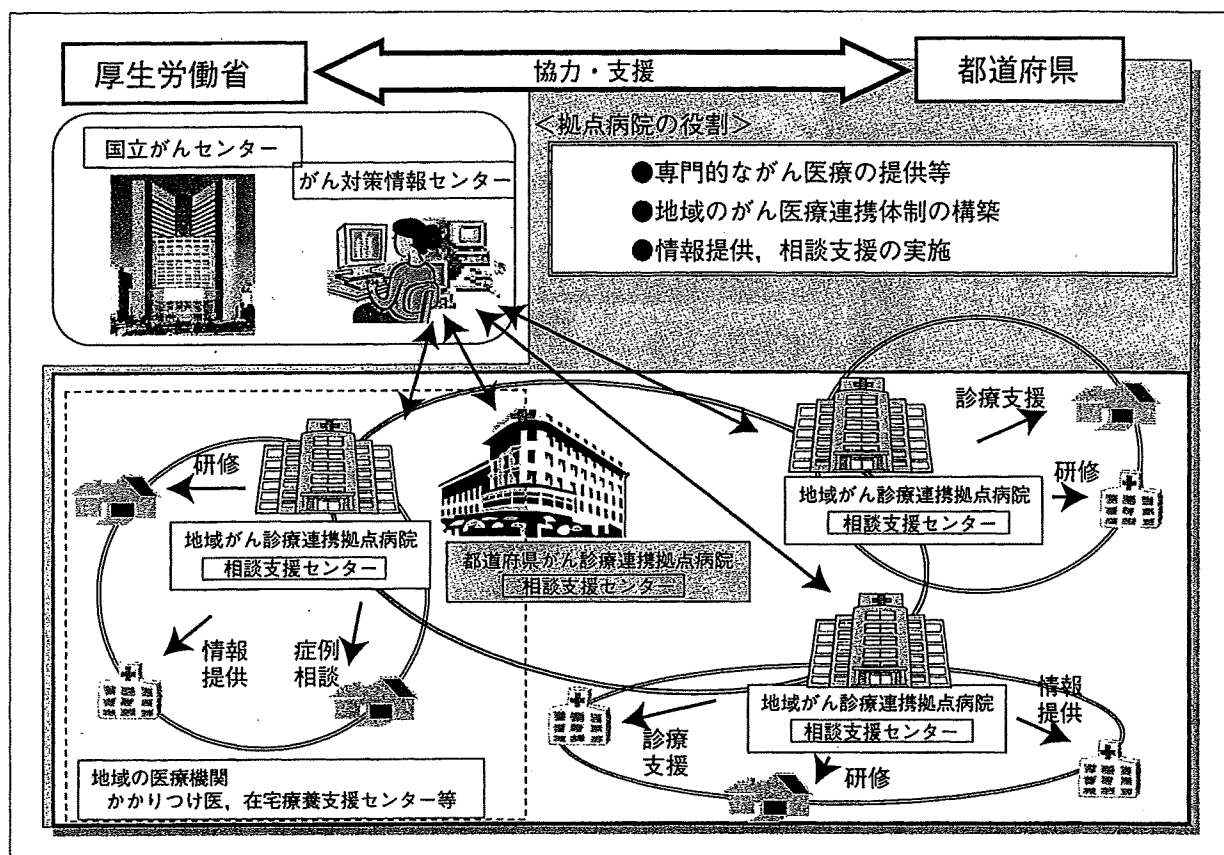 厚生労働省
協力・支援
都道府県
国立がんセンター
がん対策情報センター
＜拠点病院の役割＞
●専門的ながん医療の提供等
●地域のがん医療連携体制の構築
●情報提供，相談支援の実施
研修
地域がん診療連携拠点病院
相談支援センター
情報
提供
症例
相談
都道府県がん診療連携拠点病院
相談支援センター
診療支援
研修
地域がん診療連携拠点病院
相談支援センター
地域がん診療連携拠点病院
相談支援センター
診療
支援
研修
情報
提供
地域の医療機関
かかりつけ医，在宅療養支援センター等